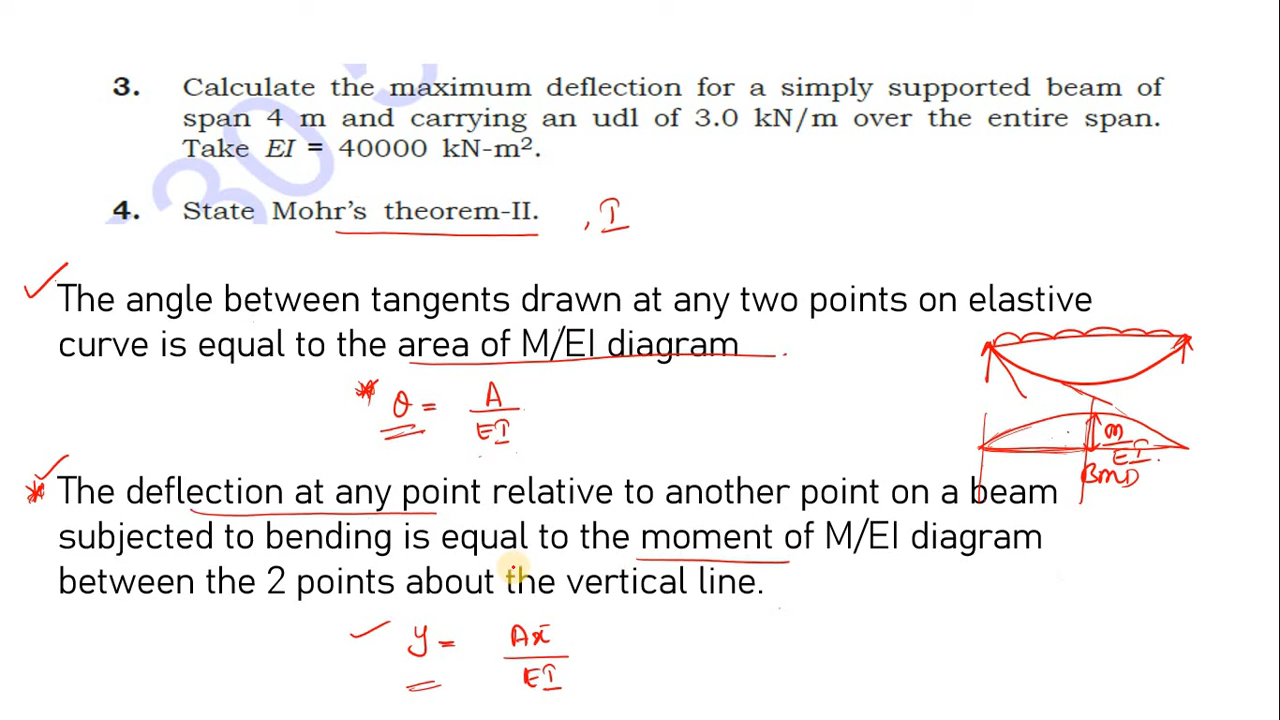 3. Calculate the maximum deflection for a simply supported beam of
span 4 m and carrying an udl of 3.0 kN/m over the entire span.
Take EI = 40000 kN-m².
4. State Mohr's theorem-II. , I
The angle between tangents drawn at any two points on elastive
curve is equal to the area of M/EI diagram
θ = A
EI
m
EI
BMD
The deflection at any point relative to another point on a beam
subjected to bending is equal to the moment of M/EI diagram
between the 2 points about the vertical line.
y = Ax̄
EI